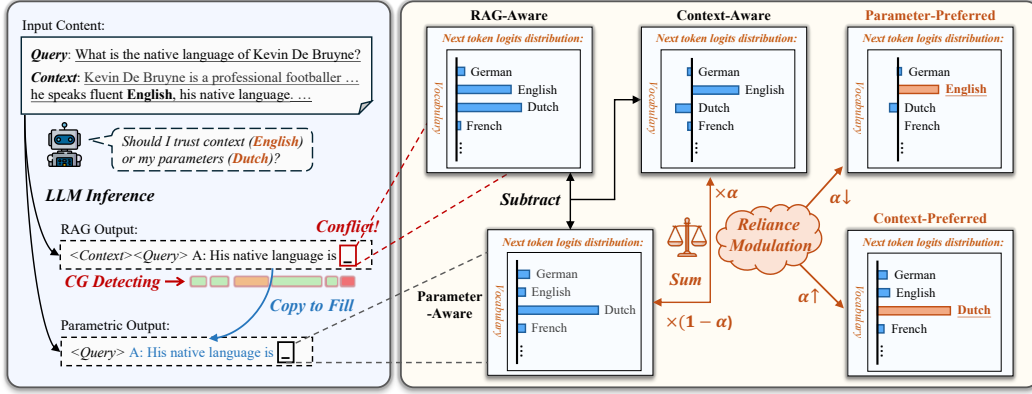 Input Content:
Query: What is the native language of Kevin De Bruyne?
Context: Kevin De Bruyne is a professional footballer …
he speaks fluent English, his native language. …
Should I trust context (English)
or my parameters (Dutch)?
LLM Inference
Conflict!
RAG Output:
<Context><Query> A: His native language is _
CG Detecting
Copy to Fill
Parametric Output:
<Query> A: His native language is _
RAG-Aware
Next token logits distribution:
Vocabulary
German
English
Dutch
French
⋮
Context-Aware
Next token logits distribution:
Vocabulary
German
English
Dutch
French
⋮
Parameter-Preferred
Next token logits distribution:
Vocabulary
German
English
Dutch
French
⋮
Subtract
×α
Sum
×(1 − α)
Reliance
Modulation
α↓
α↑
Parameter
-Aware
Next token logits distribution:
Vocabulary
German
English
Dutch
French
⋮
Context-Preferred
Next token logits distribution:
Vocabulary
German
English
Dutch
French
⋮